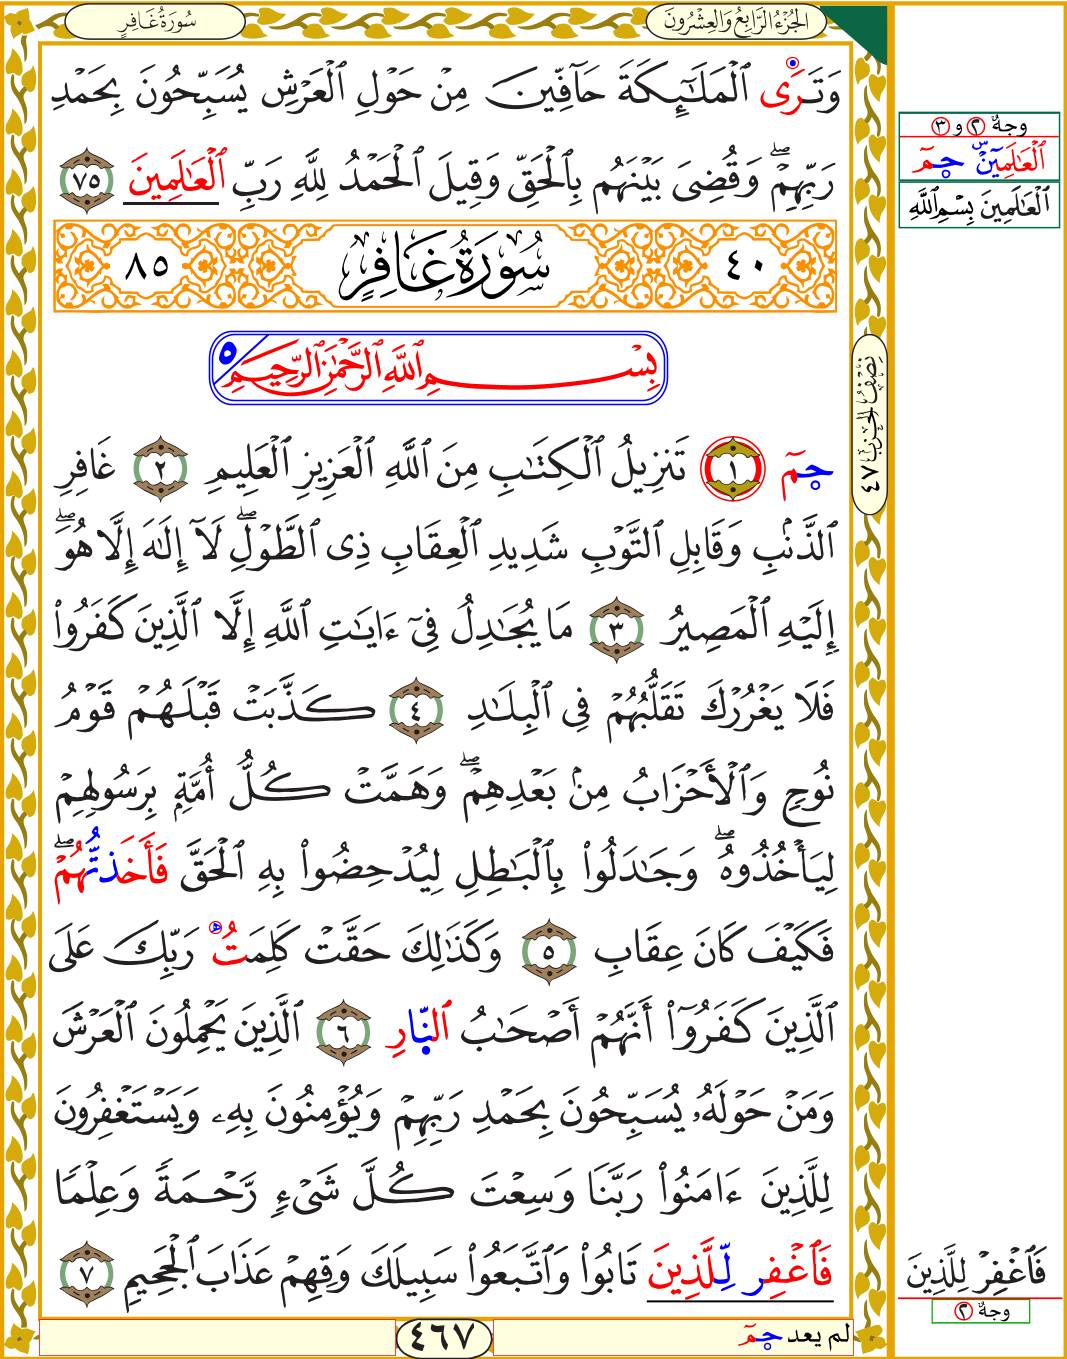 سُورَةُ غَافِرٍ
الجُزْءُ الرَّابِعُ وَالعِشْرُونَ
وَتَرَى ٱلْمَلَـٰٓئِكَةَ حَآفِّينَ مِنْ حَوْلِ ٱلْعَرْشِ يُسَبِّحُونَ بِحَمْدِ
رَبِّهِمْۖ وَقُضِىَ بَيْنَهُم بِٱلْحَقِّ وَقِيلَ ٱلْحَمْدُ لِلَّهِ رَبِّ ٱلْعَـٰلَمِينَ ٧٥
٤٠ سُورَةُ غَافِرٍ ٨٥
بِسْمِ ٱللَّهِ ٱلرَّحْمَـٰنِ ٱلرَّحِيمِ ٥
حمٓ ١ تَنزِيلُ ٱلْكِتَـٰبِ مِنَ ٱللَّهِ ٱلْعَزِيزِ ٱلْعَلِيمِ ٢ غَافِرِ
ٱلذَّنۢبِ وَقَابِلِ ٱلتَّوْبِ شَدِيدِ ٱلْعِقَابِ ذِى ٱلطَّوْلِۖ لَآ إِلَـٰهَ إِلَّا هُوَۖ
إِلَيْهِ ٱلْمَصِيرُ ٣ مَا يُجَـٰدِلُ فِىٓ ءَايَـٰتِ ٱللَّهِ إِلَّا ٱلَّذِينَ كَفَرُوا۟
فَلَا يَغْرُرْكَ تَقَلُّبُهُمْ فِى ٱلْبِلَـٰدِ ٤ كَذَّبَتْ قَبْلَهُمْ قَوْمُ
نُوحٍ وَٱلْأَحْزَابُ مِنۢ بَعْدِهِمْۖ وَهَمَّتْ كُلُّ أُمَّةٍۭ بِرَسُولِهِمْ
لِيَأْخُذُوهُۖ وَجَـٰدَلُوا۟ بِٱلْبَـٰطِلِ لِيُدْحِضُوا۟ بِهِ ٱلْحَقَّ فَأَخَذتُّهُمْۖ
فَكَيْفَ كَانَ عِقَابِ ٥ وَكَذَٰلِكَ حَقَّتْ كَلِمَتُ رَبِّكَ عَلَى
ٱلَّذِينَ كَفَرُوٓا۟ أَنَّهُمْ أَصْحَـٰبُ ٱلنَّارِ ٦ ٱلَّذِينَ يَحْمِلُونَ ٱلْعَرْشَ
وَمَنْ حَوْلَهُۥ يُسَبِّحُونَ بِحَمْدِ رَبِّهِمْ وَيُؤْمِنُونَ بِهِۦ وَيَسْتَغْفِرُونَ
لِلَّذِينَ ءَامَنُوا۟ رَبَّنَا وَسِعْتَ كُلَّ شَىْءٍ رَّحْمَةً وَعِلْمًا
فَٱغْفِر لِّلَّذِينَ تَابُوا۟ وَٱتَّبَعُوا۟ سَبِيلَكَ وَقِهِمْ عَذَابَ ٱلْجَحِيمِ ٧
نِصْفُ الحِزْبِ ٤٧
وجهٌ ٢ و ٣
ٱلْعَـٰلَمِينَ حمٓ
ٱلْعَـٰلَمِينَ بِسْمِ ٱللَّهِ
فَٱغْفِرْ لِلَّذِينَ
وجهٌ ٢
لم يعد حمٓ
٤٦٧